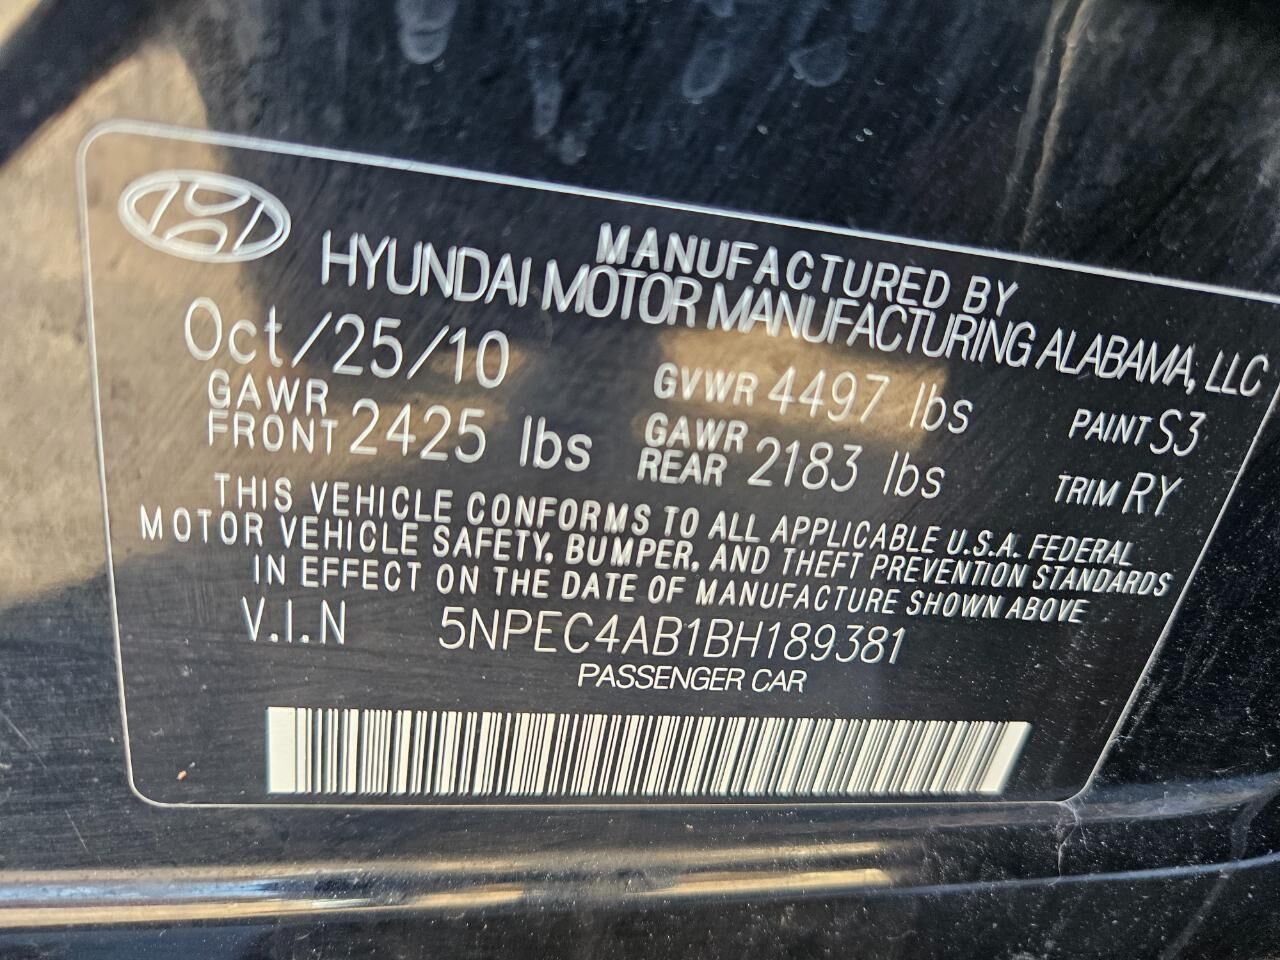 MANUFACTURED BY
HYUNDAI MOTOR MANUFACTURING ALABAMA, LLC
Oct/25/10 GVWR 4497 lbs PAINT S3
GAWR FRONT 2425 lbs GAWR REAR 2183 lbs TRIM RY
THIS VEHICLE CONFORMS TO ALL APPLICABLE U.S.A. FEDERAL
MOTOR VEHICLE SAFETY, BUMPER, AND THEFT PREVENTION STANDARDS
IN EFFECT ON THE DATE OF MANUFACTURE SHOWN ABOVE
V.I.N 5NPEC4AB1BH189381
PASSENGER CAR